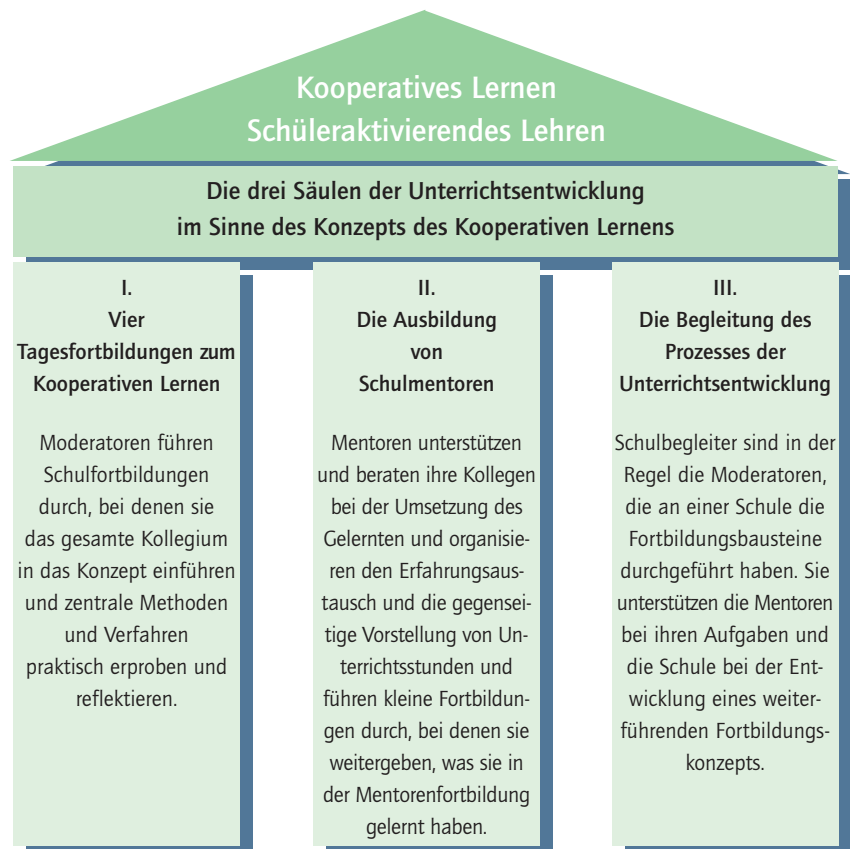 Kooperatives Lernen
Schüleraktivierendes Lehren
Die drei Säulen der Unterrichtsentwicklung
im Sinne des Konzepts des Kooperativen Lernens
I.
Vier
Tagesfortbildungen zum
Kooperativen Lernen
Moderatoren führen
Schulfortbildungen
durch, bei denen sie
das gesamte Kollegium
in das Konzept einführen
und zentrale Methoden
und Verfahren
praktisch erproben und
reflektieren.
II.
Die Ausbildung
von
Schulmentoren
Mentoren unterstützen
und beraten ihre Kollegen
bei der Umsetzung des
Gelernten und organisie-
ren den Erfahrungsaus-
tausch und die gegensei-
tige Vorstellung von Un-
terrichtsstunden und
führen kleine Fortbildun-
gen durch, bei denen sie
weitergeben, was sie in
der Mentorenfortbildung
gelernt haben.
III.
Die Begleitung des
Prozesses der
Unterrichtsentwicklung
Schulbegleiter sind in der
Regel die Moderatoren,
die an einer Schule die
Fortbildungsbausteine
durchgeführt haben. Sie
unterstützen die Mentoren
bei ihren Aufgaben und
die Schule bei der Ent-
wicklung eines weiter-
führenden Fortbildungs-
konzepts.